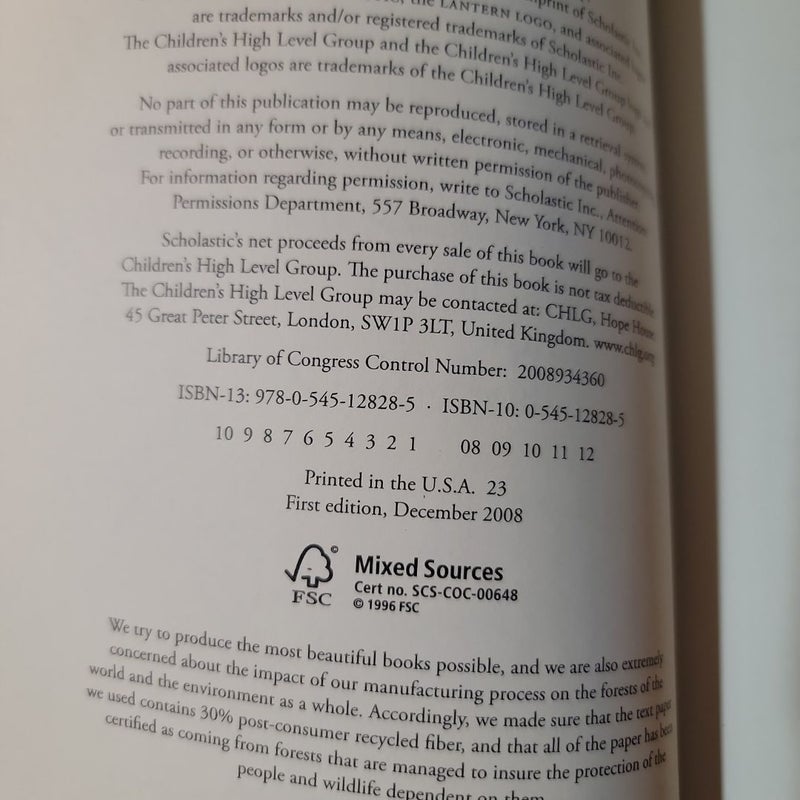 imprint of Scholastic
the LANTERN LOGO, and associated logos
are trademarks and/or registered trademarks of Scholastic Inc.
The Children's High Level Group and the Children's High Level Group logo
associated logos are trademarks of the Children's High Level Group.
No part of this publication may be reproduced, stored in a retrieval system,
or transmitted in any form or by any means, electronic, mechanical,
recording, or otherwise, without written permission of the publisher.
For information regarding permission, write to Scholastic Inc., Attention:
Permissions Department, 557 Broadway, New York, NY 10012.
Scholastic's net proceeds from every sale of this book will go to the
Children's High Level Group. The purchase of this book is not tax deductible.
The Children's High Level Group may be contacted at: CHLG, Hope House
45 Great Peter Street, London, SW1P 3LT, United Kingdom. www.chlg.org
Library of Congress Control Number: 2008934360
ISBN-13: 978-0-545-12828-5 · ISBN-10: 0-545-12828-5
10 9 8 7 6 5 4 3 2 1 08 09 10 11 12
Printed in the U.S.A. 23
First edition, December 2008
FSC
Mixed Sources
Cert no. SCS-COC-00648
© 1996 FSC
We try to produce the most beautiful books possible, and we are also extremely
concerned about the impact of our manufacturing process on the forests of the
world and the environment as a whole. Accordingly, we made sure that the text paper
we used contains 30% post-consumer recycled fiber, and that all of the paper has been
certified as coming from forests that are managed to insure the protection of the
people and wildlife dependent on them.